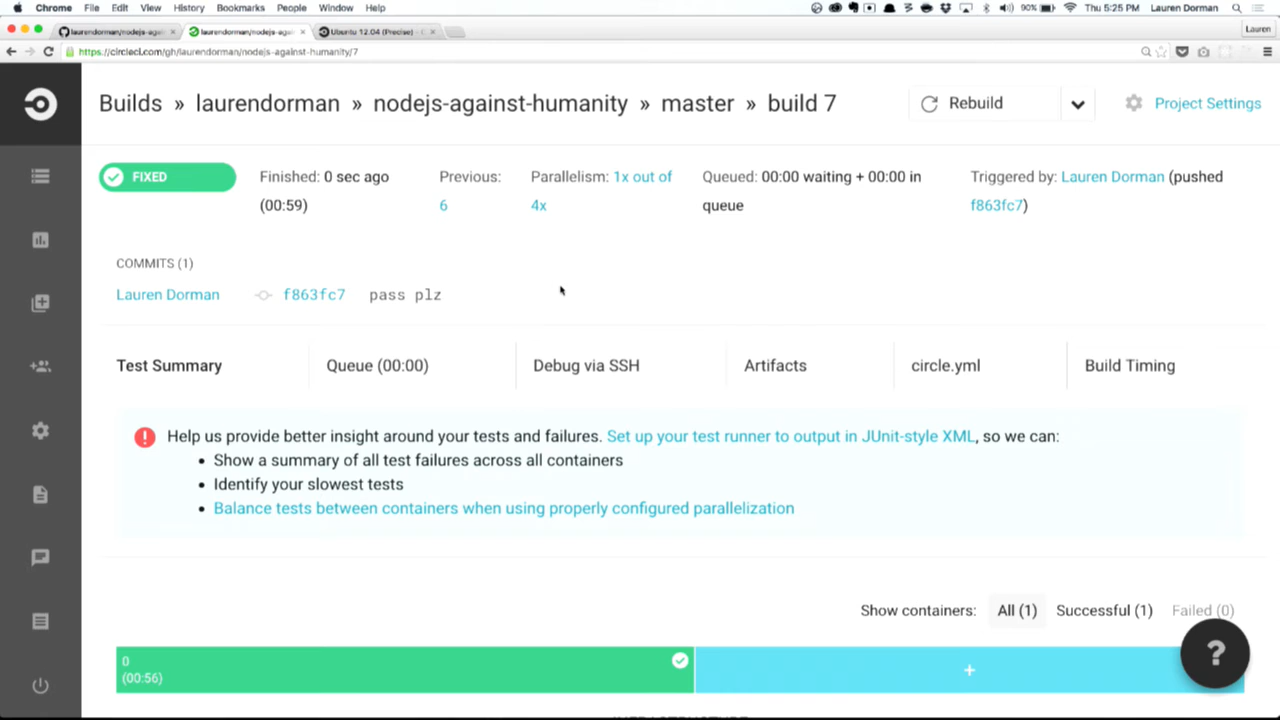 Chrome File Edit View History Bookmarks People Window Help 90% Thu 5:25 PM Lauren Dorman
laurendorman/nodejs-agai laurendorman/nodejs-agai Ubuntu 12.04 (Precise) - C Lauren
https://circleci.com/gh/laurendorman/nodejs-against-humanity/7
Builds » laurendorman » nodejs-against-humanity » master » build 7 Rebuild Project Settings
FIXED Finished: 0 sec ago Previous: Parallelism: 1x out of Queued: 00:00 waiting + 00:00 in Triggered by: Lauren Dorman (pushed
(00:59) 6 4x queue f863fc7)
COMMITS (1)
Lauren Dorman f863fc7 pass plz
Test Summary Queue (00:00) Debug via SSH Artifacts circle.yml Build Timing
! Help us provide better insight around your tests and failures. Set up your test runner to output in JUnit-style XML, so we can:
• Show a summary of all test failures across all containers
• Identify your slowest tests
• Balance tests between containers when using properly configured parallelization
Show containers: All (1) Successful (1) Failed (0)
?
0
(00:56) +